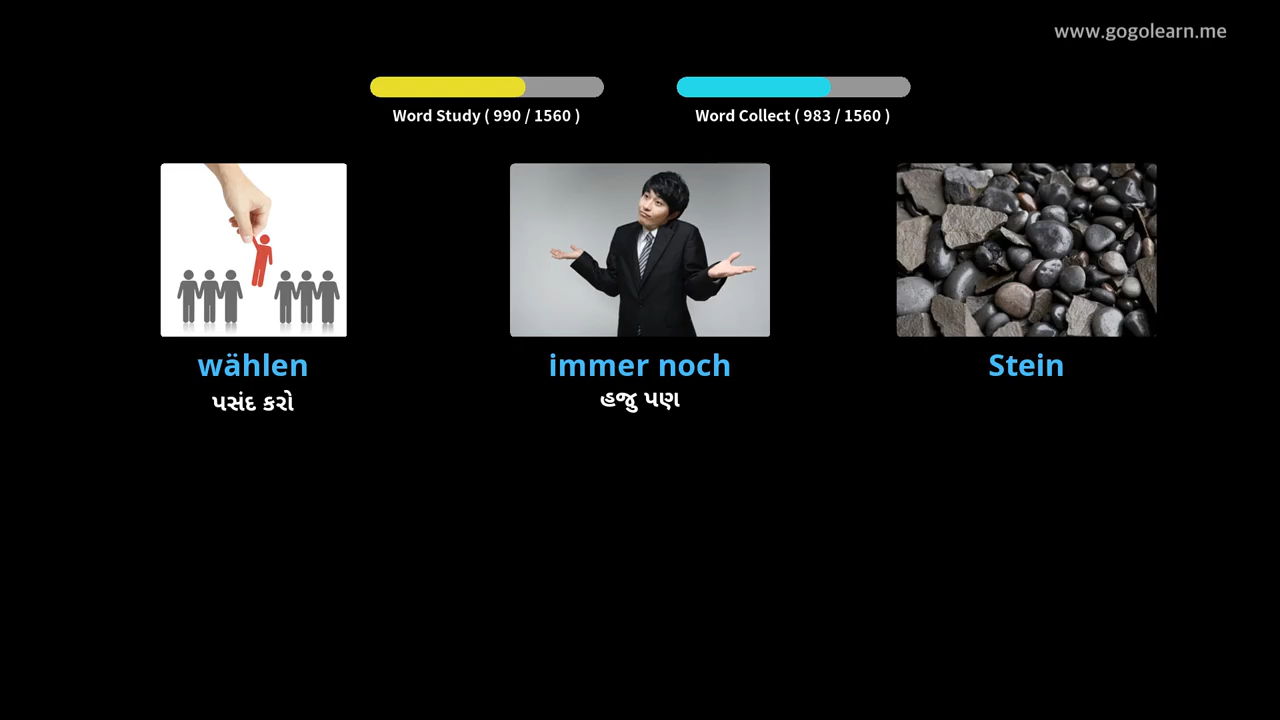 www.gogolearn.me
Word Study ( 990 / 1560 )
Word Collect ( 983 / 1560 )
wählen
પસંદ કરો
immer noch
હજુ પણ
Stein